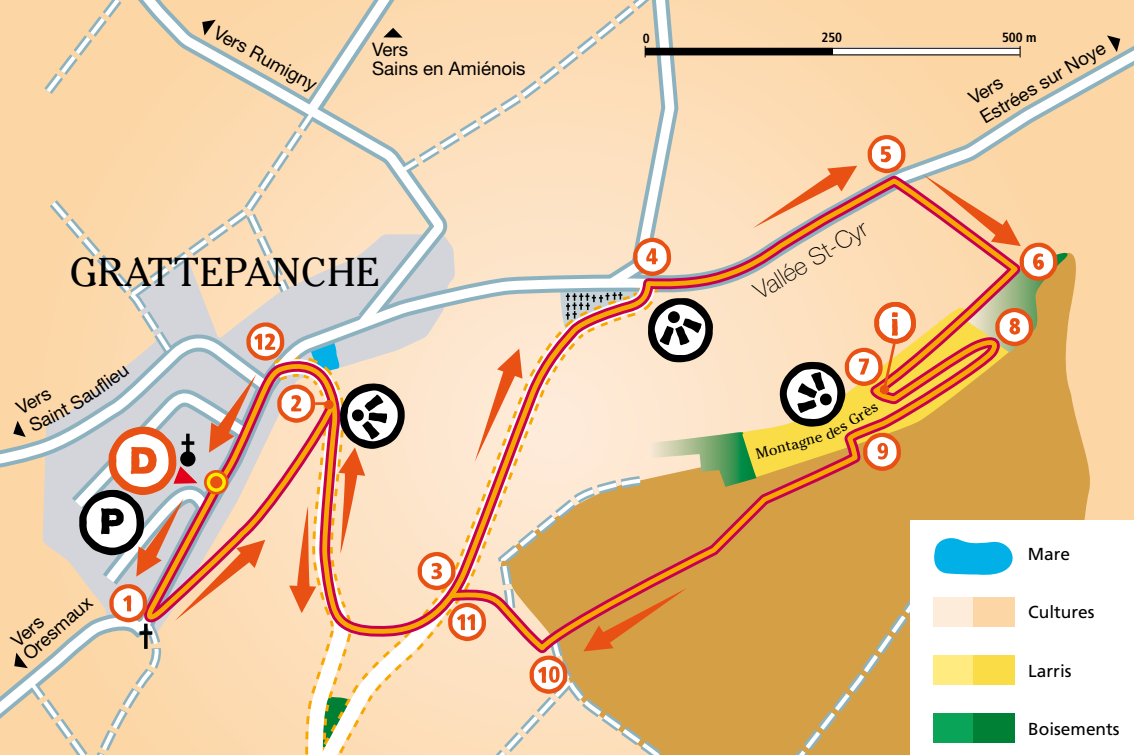 Vers Rumigny
Vers
Sains en Amiénois
0 250 500 m
Vers
Estrées sur Noye
5
6
4
Vallée St-Cyr
GRATTEPANCHE
i
8
7
12
2
Montagne des Grès
9
Vers
Saint Sauflieu
D
P
3
1
11
10
Vers
Oresmaux
Mare
Cultures
Larris
Boisements